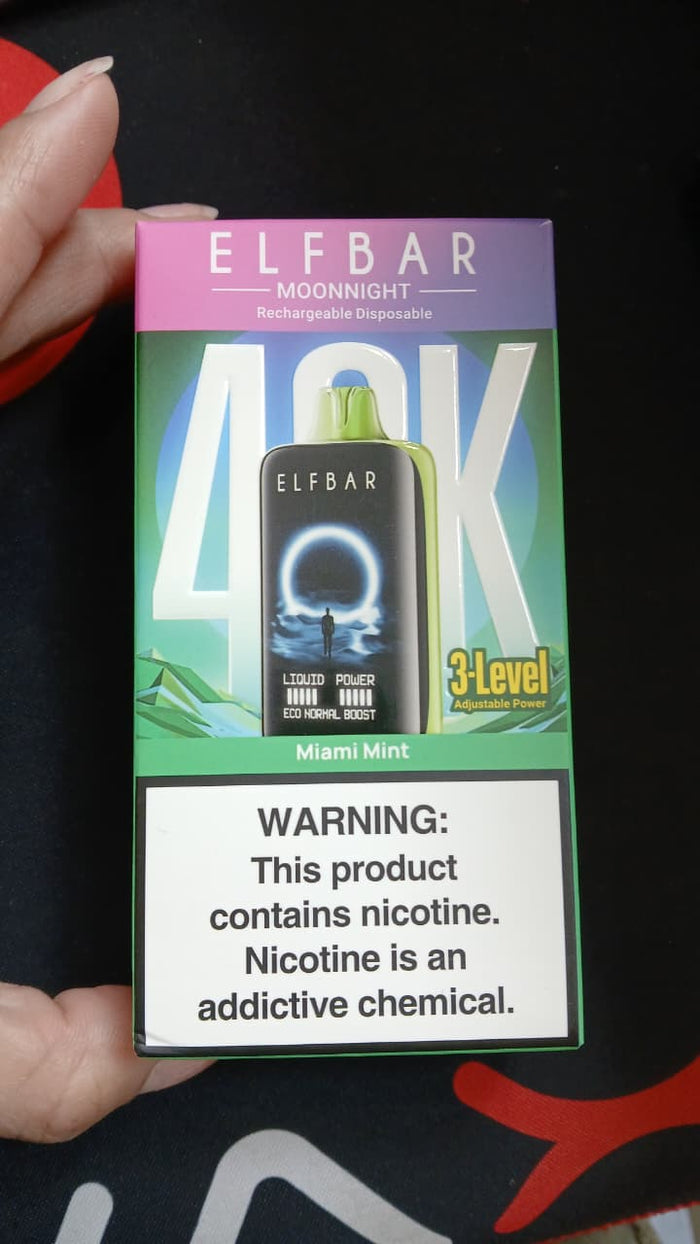 ELFBAR
MOONNIGHT
Rechargeable Disposable
40K
ELFBAR
LIQUID POWER
ECO NORMAL BOOST
3-Level
Adjustable Power
Miami Mint
WARNING:
This product
contains nicotine.
Nicotine is an
addictive chemical.